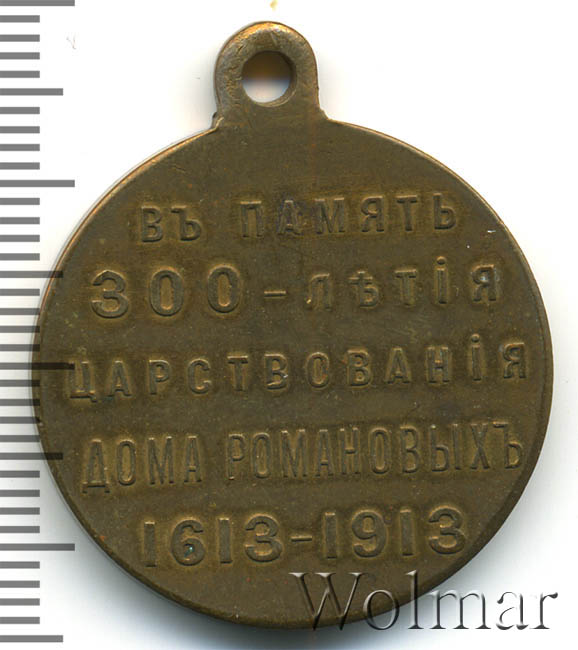 ВЪ ПАМЯТЬ
300-ЛѢТІЯ
ЦАРСТВОВАНІЯ
ДОМА РОМАНОВЫХЪ
1613-1913
Wolmar